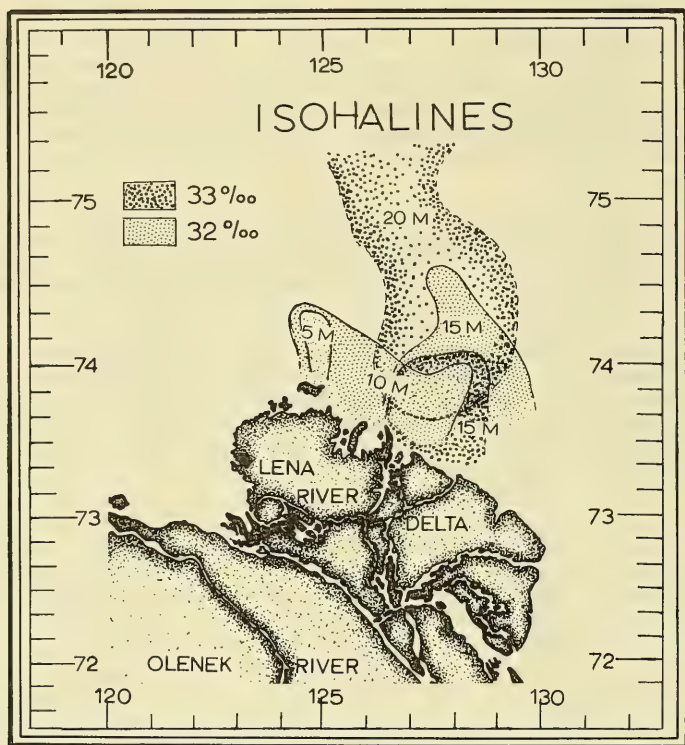 120 125 130
ISOHALINES
33 ‰
75 75
32 ‰
20 M
15 M
5 M
74 74
10 M
15 M
LENA
RIVER
73 DELTA 73
72 OLENEK RIVER 72
120 125 130